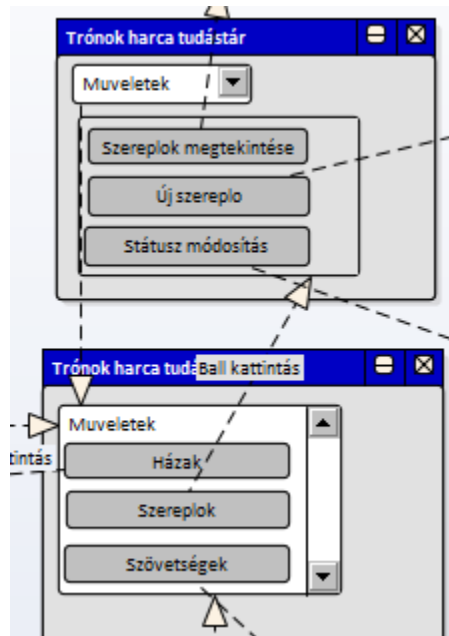 Trónok harca tudástár
Muveletek
Szereplok megtekintése
Új szereplo
Státusz módosítás
Trónok harca tudá
Ball kattintás
Muveletek
tintás
Házak
Szereplok
Szövetségek